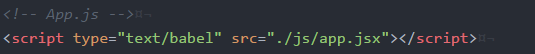 <!-- App.js -->
<script type="text/babel" src="./js/app.jsx"></script>